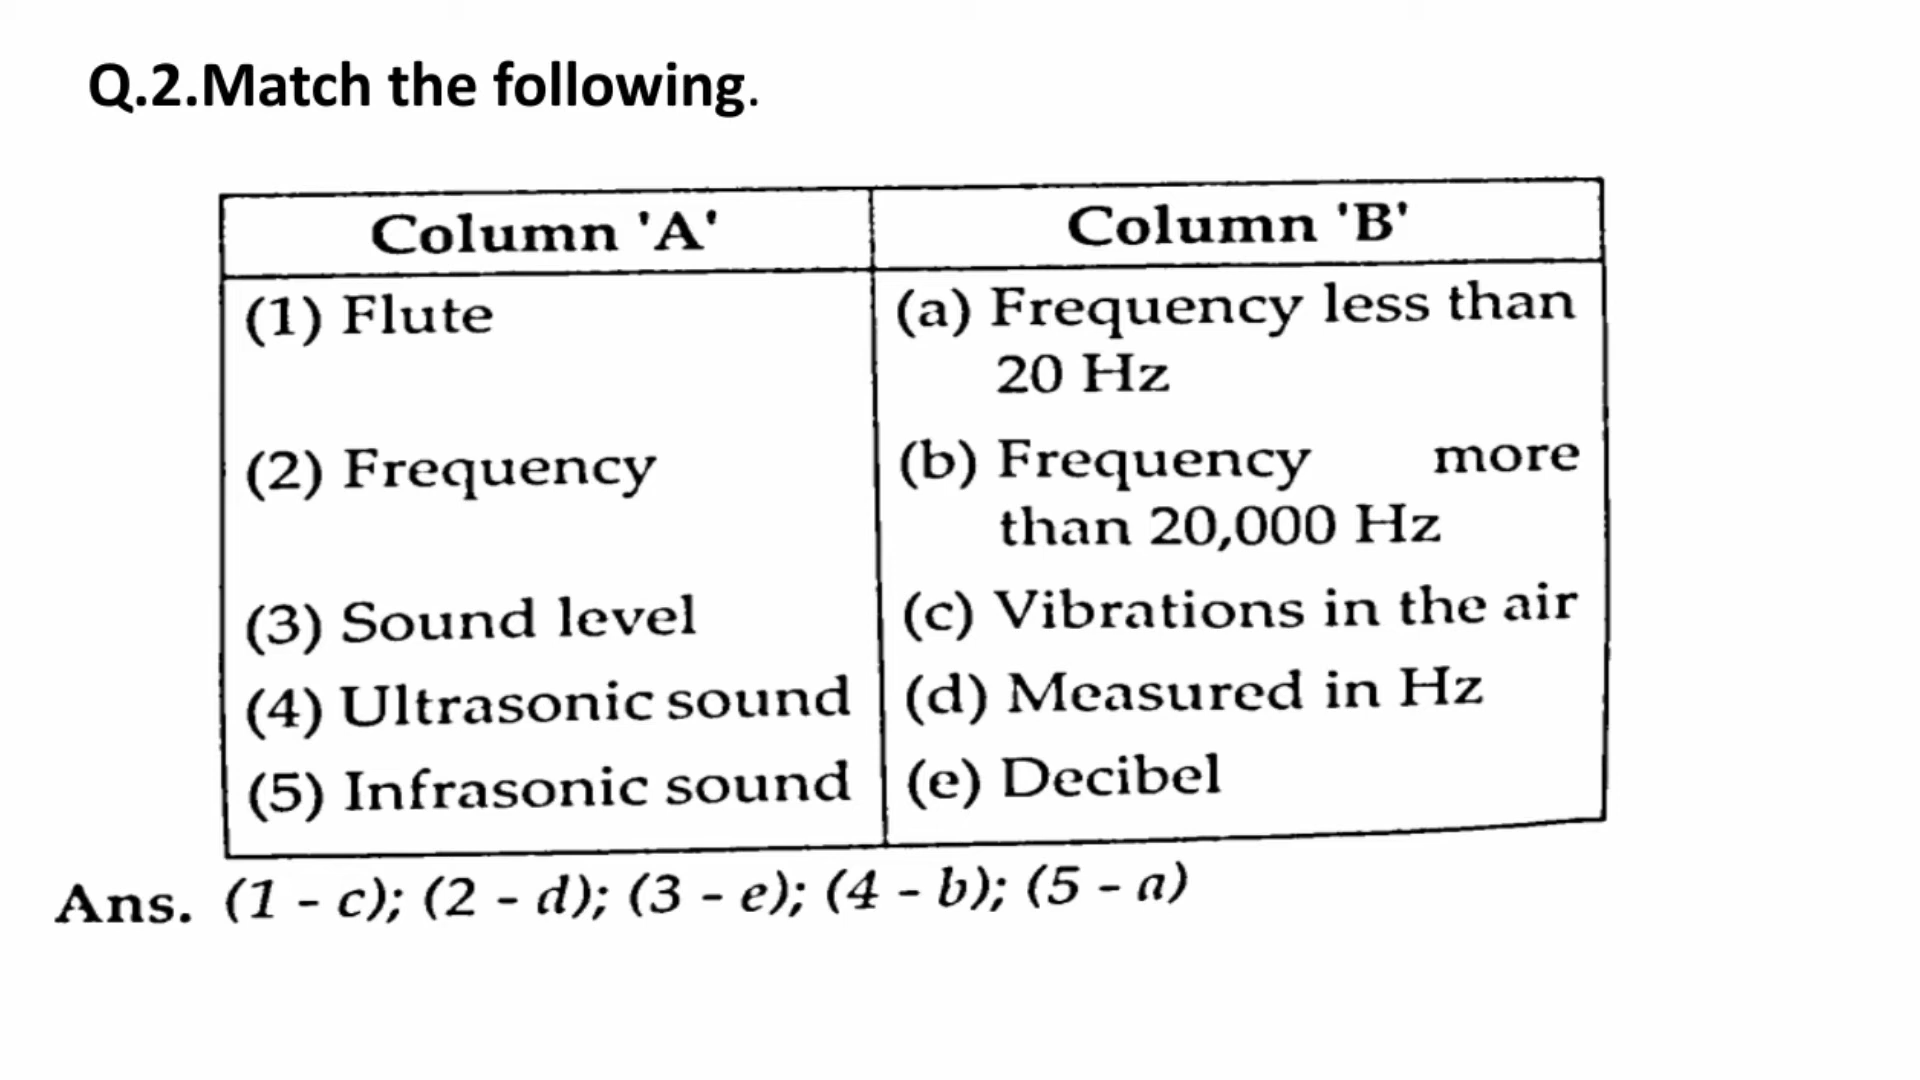 Q.2.Match the following.
Column 'A' Column 'B'
(1) Flute (a) Frequency less than
20 Hz
(2) Frequency (b) Frequency more
than 20,000 Hz
(3) Sound level (c) Vibrations in the air
(4) Ultrasonic sound (d) Measured in Hz
(5) Infrasonic sound (e) Decibel
Ans. (1 - c); (2 - d); (3 - e); (4 - b); (5 - a)